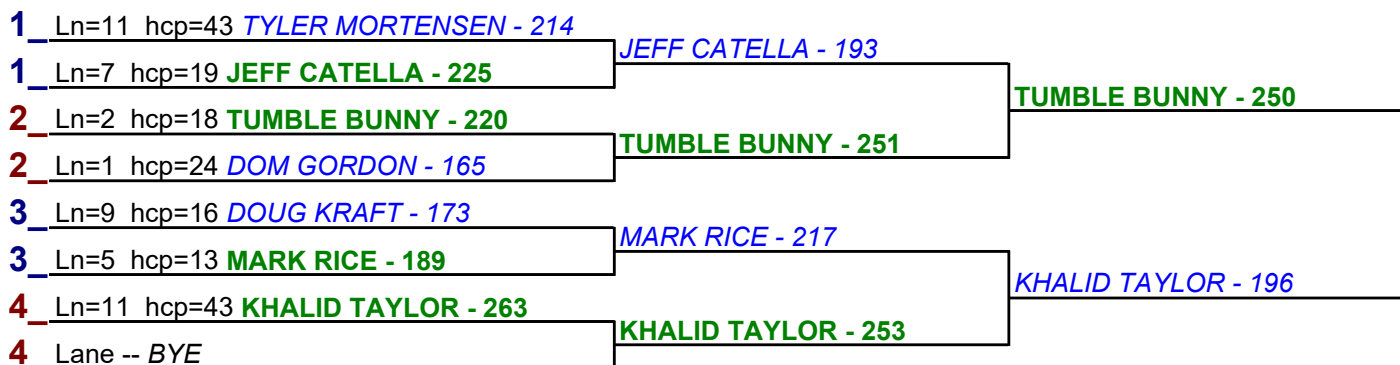 1_ Ln=11 hcp=43 TYLER MORTENSEN - 214
JEFF CATELLA - 193
1_ Ln=7 hcp=19 JEFF CATELLA - 225
TUMBLE BUNNY - 250
2_ Ln=2 hcp=18 TUMBLE BUNNY - 220
TUMBLE BUNNY - 251
2_ Ln=1 hcp=24 DOM GORDON - 165
3_ Ln=9 hcp=16 DOUG KRAFT - 173
MARK RICE - 217
3_ Ln=5 hcp=13 MARK RICE - 189
KHALID TAYLOR - 196
4_ Ln=11 hcp=43 KHALID TAYLOR - 263
KHALID TAYLOR - 253
4 Lane -- BYE